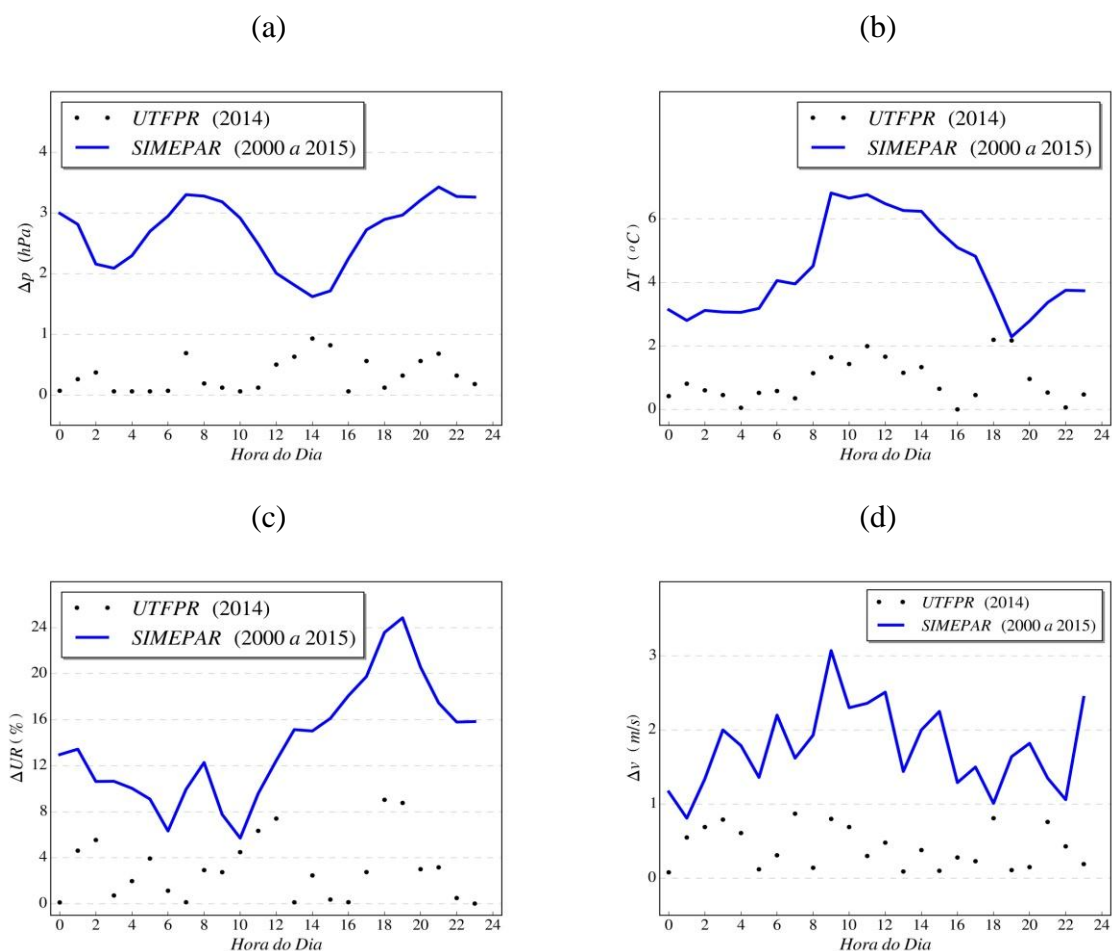 (a)
UTFPR (2014)
SIMEPAR (2000 a 2015)
4
3
2
1
0
Δp (hPa)
0 2 4 6 8 10 12 14 16 18 20 22 24
Hora do Dia
(b)
UTFPR (2014)
SIMEPAR (2000 a 2015)
6
4
2
0
ΔT (°C)
0 2 4 6 8 10 12 14 16 18 20 22 24
Hora do Dia
(c)
UTFPR (2014)
SIMEPAR (2000 a 2015)
24
20
16
12
8
4
0
ΔUR (%)
0 2 4 6 8 10 12 14 16 18 20 22 24
Hora do Dia
(d)
UTFPR (2014)
SIMEPAR (2000 a 2015)
4
3
2
1
0
Δv (m/s)
0 2 4 6 8 10 12 14 16 18 20 22 24
Hora do Dia